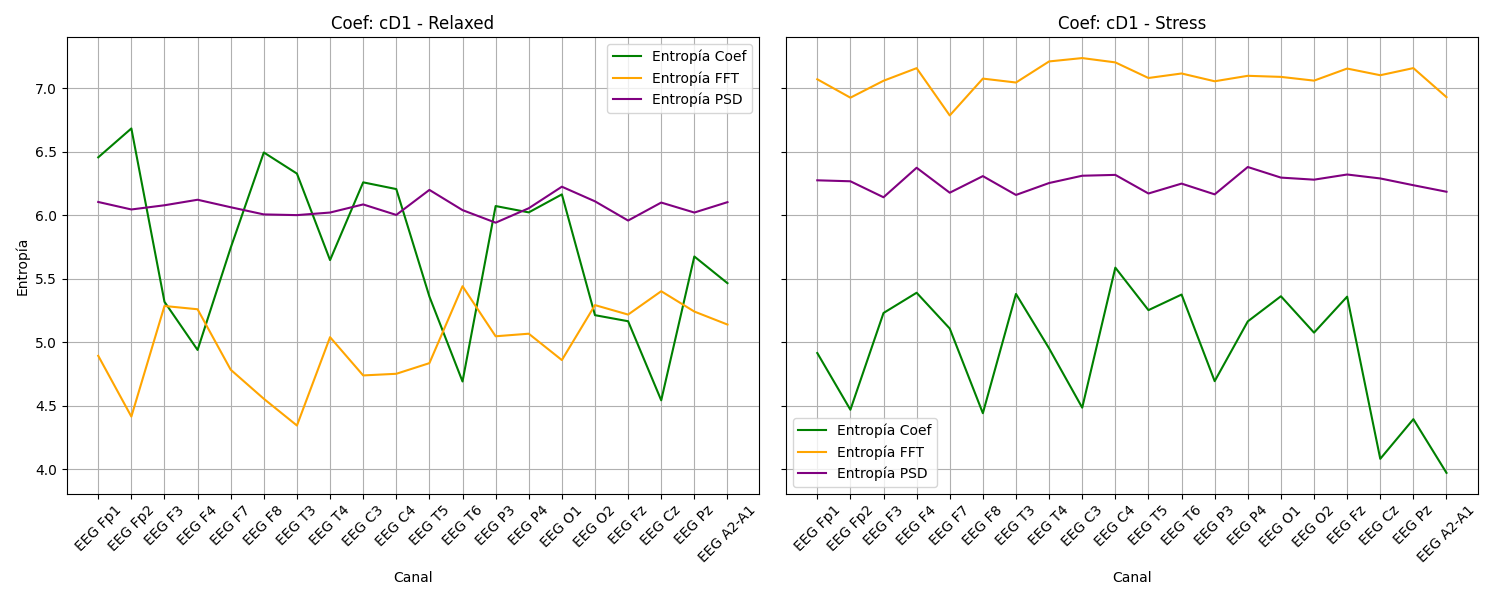 Coef: cD1 - Relaxed
Entropía Coef
Entropía FFT
Entropía PSD
7.0
6.5
6.0
5.5
5.0
4.5
4.0
Entropía
EEG Fp1
EEG Fp2
EEG F3
EEG F4
EEG F7
EEG F8
EEG T3
EEG T4
EEG C3
EEG C4
EEG T5
EEG T6
EEG P3
EEG P4
EEG O1
EEG O2
EEG Fz
EEG Cz
EEG Pz
EEG A2-A1
Canal
Coef: cD1 - Stress
Entropía Coef
Entropía FFT
Entropía PSD
EEG Fp1
EEG Fp2
EEG F3
EEG F4
EEG F7
EEG F8
EEG T3
EEG T4
EEG C3
EEG C4
EEG T5
EEG T6
EEG P3
EEG P4
EEG O1
EEG O2
EEG Fz
EEG Cz
EEG Pz
EEG A2-A1
Canal